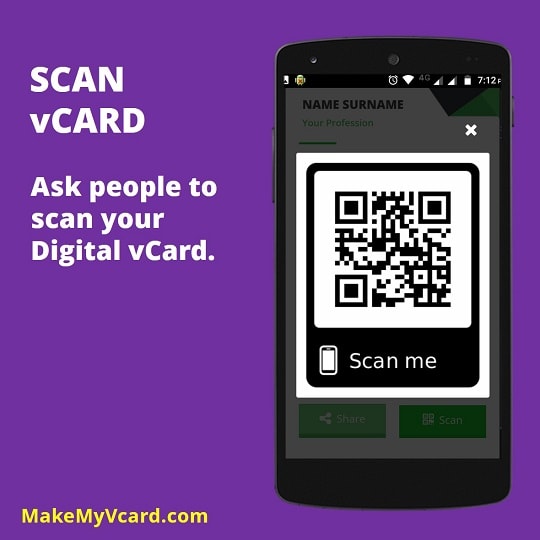 SCAN
vCARD
Ask people to
scan your
Digital vCard.
4G 7:12
NAME SURNAME
Your Profession
Scan me
Share
Scan
MakeMyVcard.com